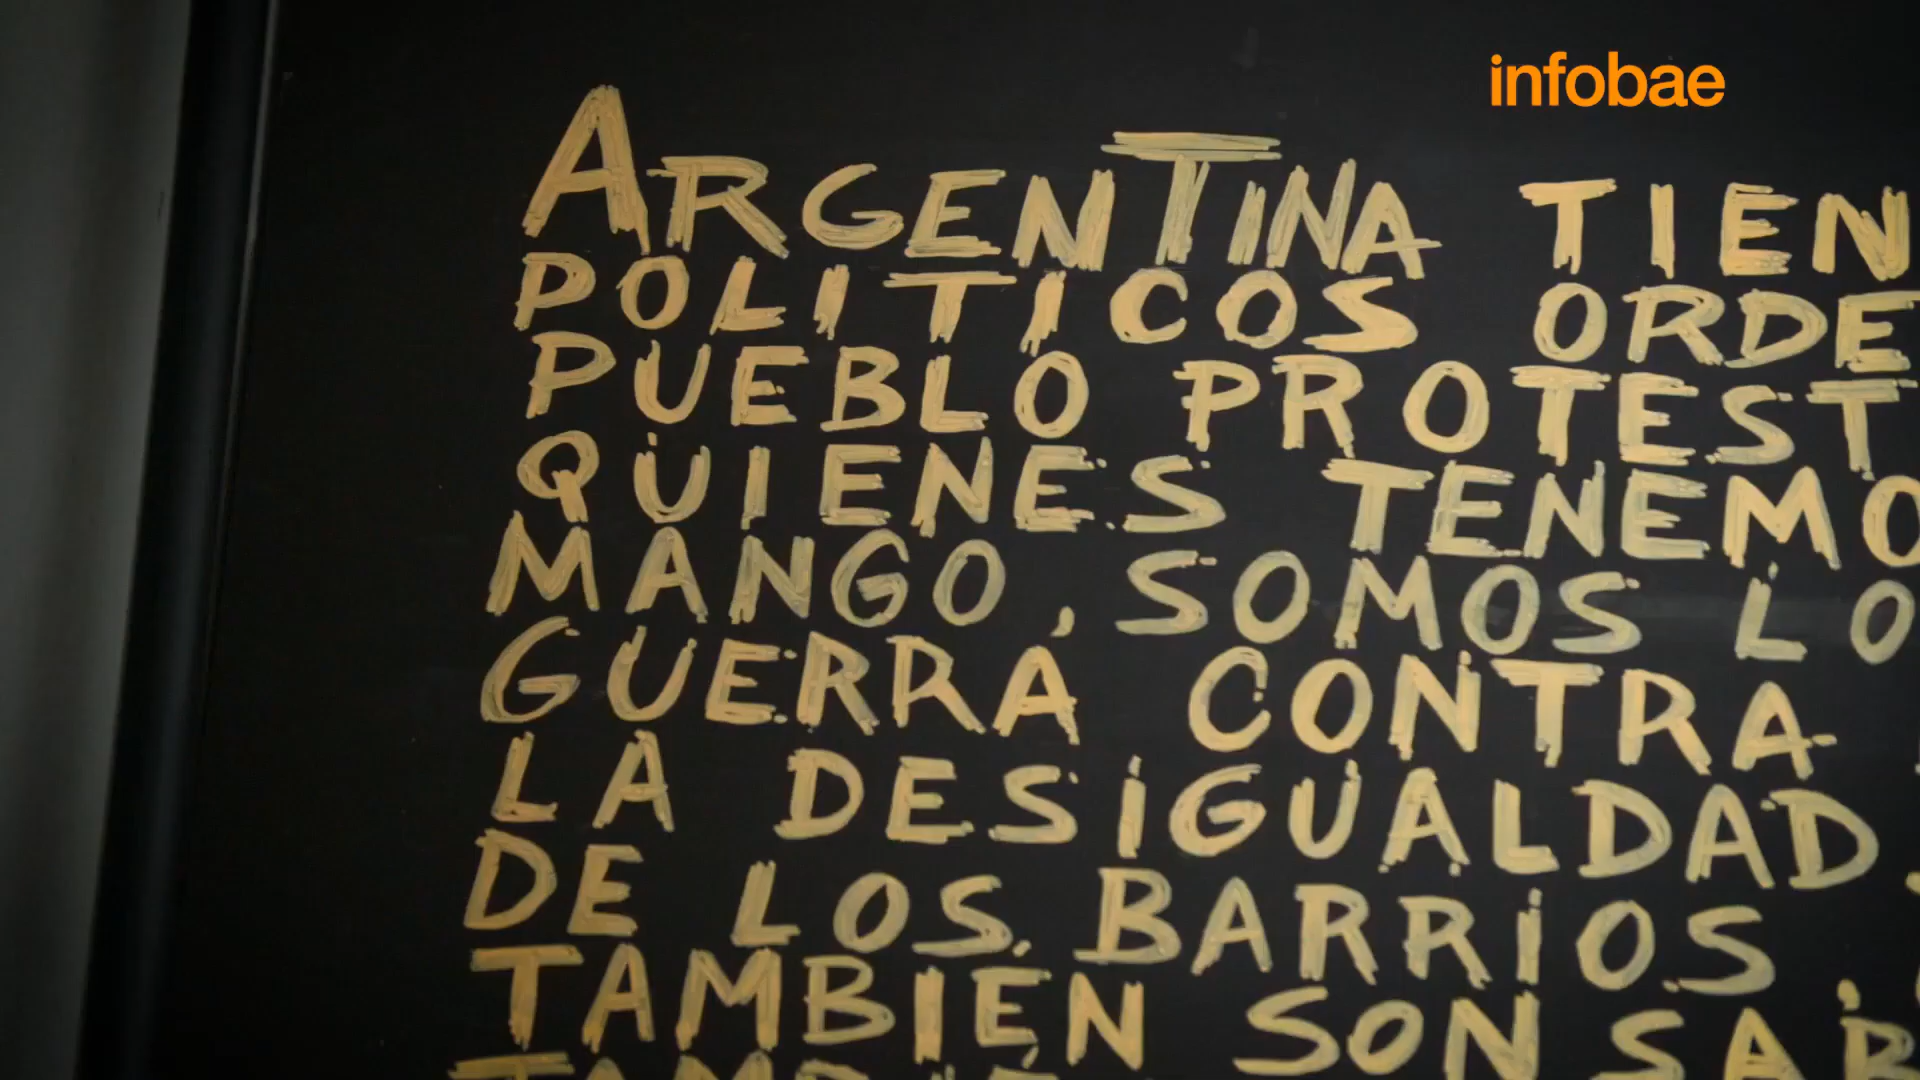 infobae
ARGENTINA TIEN
POLITICOS ORDE
PUEBLO PROTEST
QUIENES TENEMO
MANGO, SOMOS LO
GUERRA CONTRA
LA DESIGUALDAD.
DE LOS BARRIOS.
TAMBIÉN SON SAB